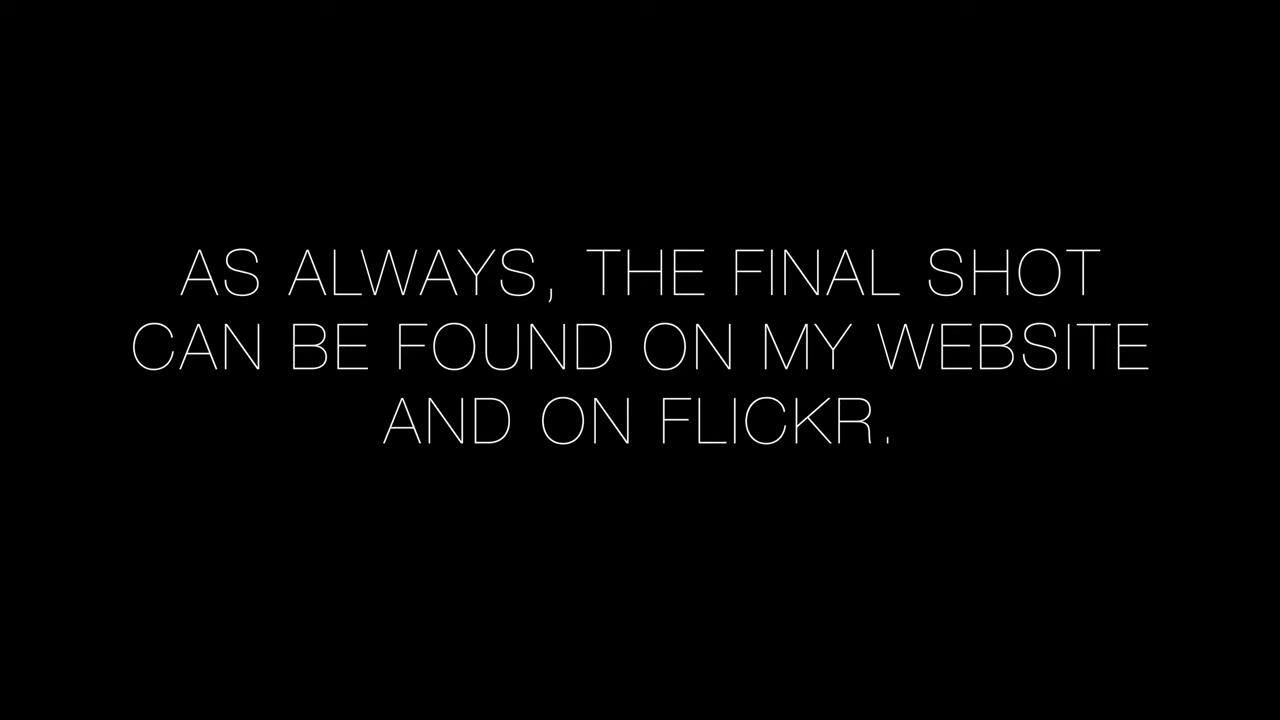 AS ALWAYS, THE FINAL SHOT
CAN BE FOUND ON MY WEBSITE
AND ON FLICKR.